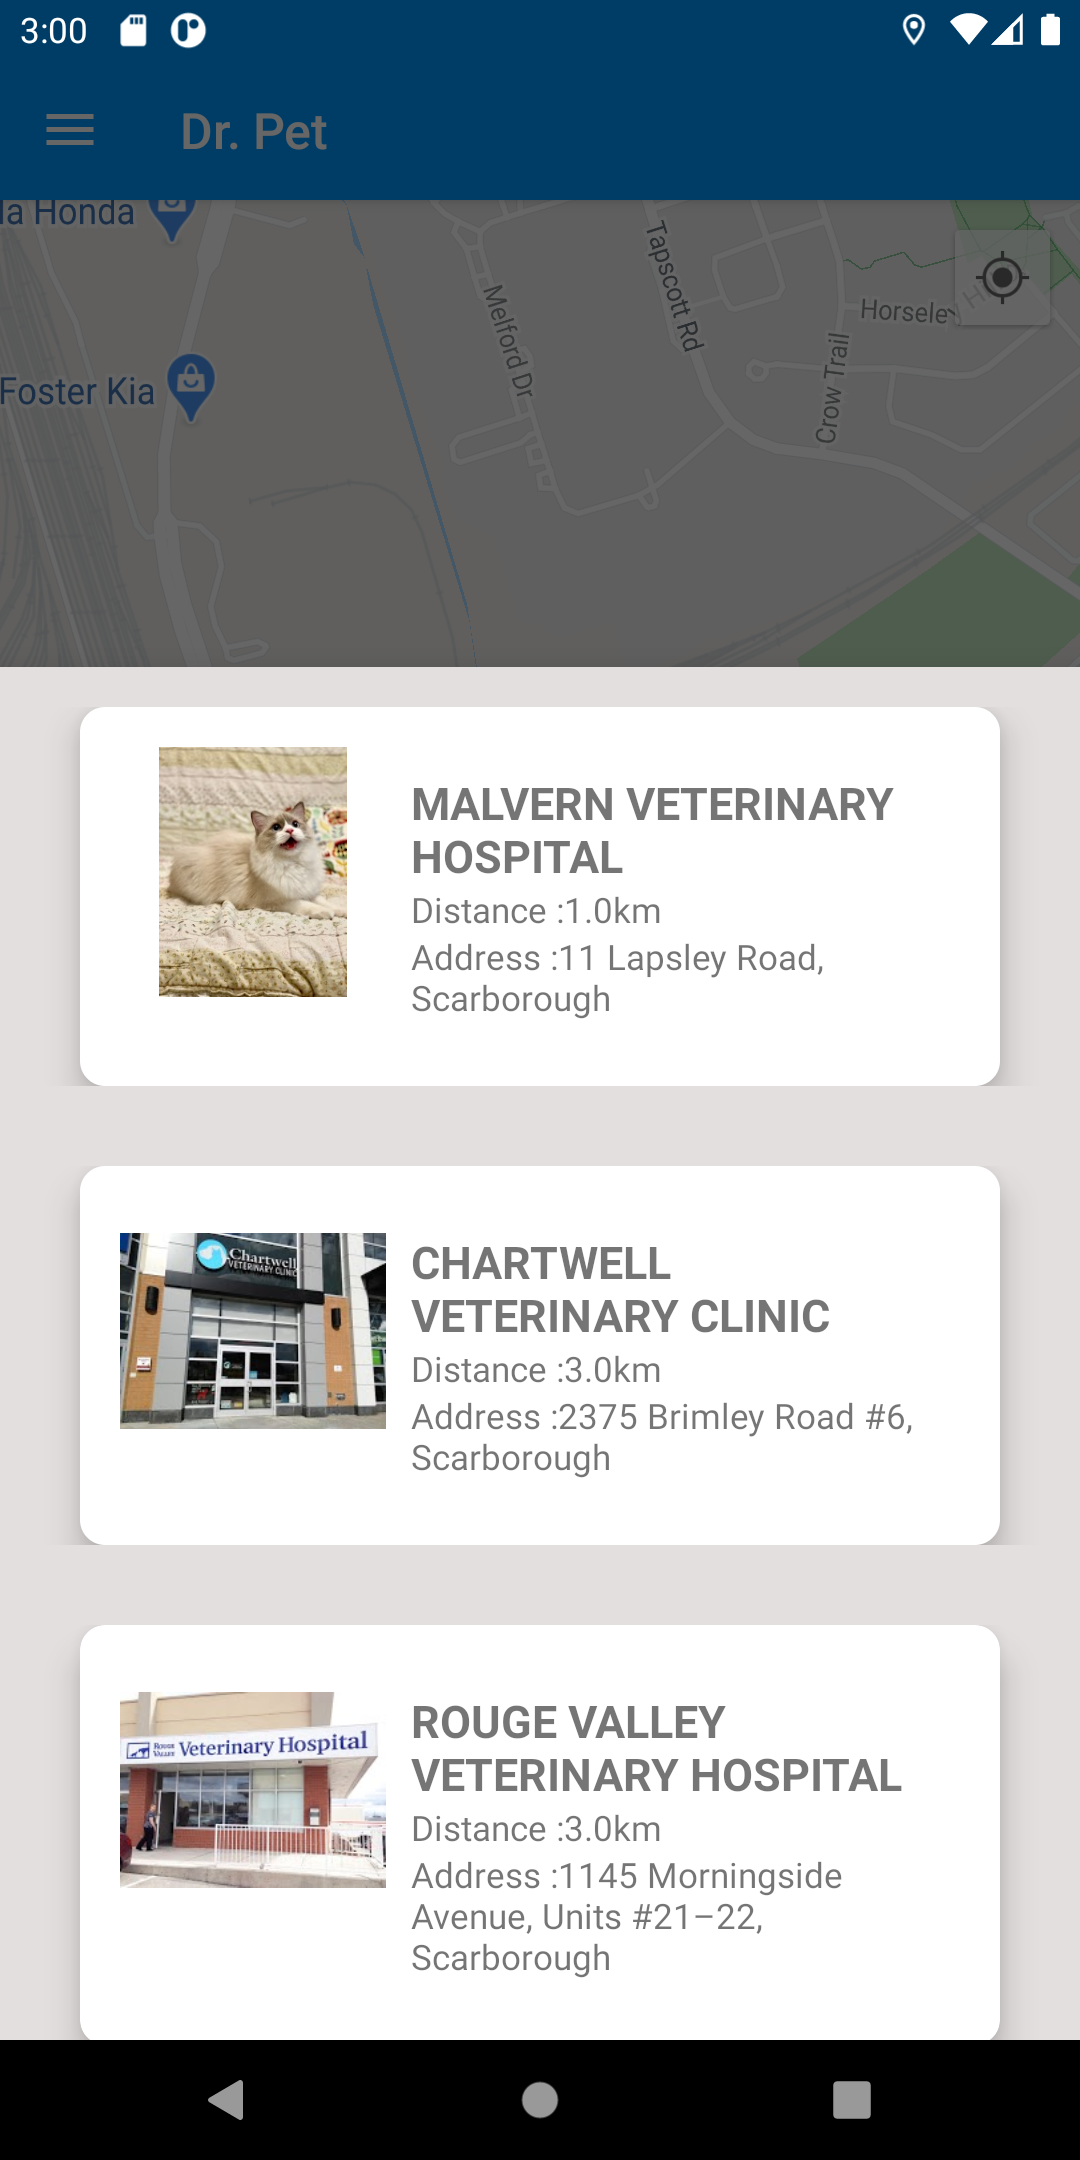 3:00
Dr. Pet
la Honda
Tapscott Rd
Melford Dr
Horseley Hi
Crow Trail
Foster Kia
MALVERN VETERINARY
HOSPITAL
Distance :1.0km
Address :11 Lapsley Road,
Scarborough
Chartwell
VETERINARY CLINIC
CHARTWELL
VETERINARY CLINIC
Distance :3.0km
Address :2375 Brimley Road #6,
Scarborough
ROUGE
VALLEY
Veterinary Hospital
ROUGE VALLEY
VETERINARY HOSPITAL
Distance :3.0km
Address :1145 Morningside
Avenue, Units #21–22,
Scarborough